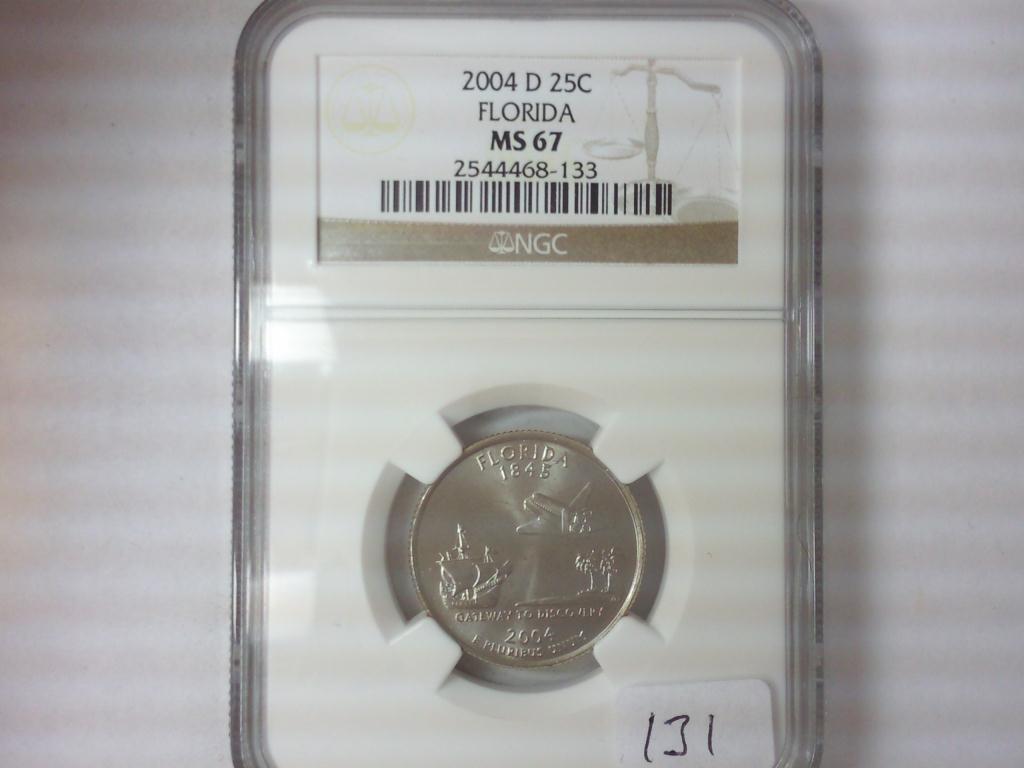 2004 D 25C
FLORIDA
MS 67
2544468-133
NGC
FLORIDA
1845
GATEWAY TO DISCOVERY
2004
E PLURIBUS UNUM
131